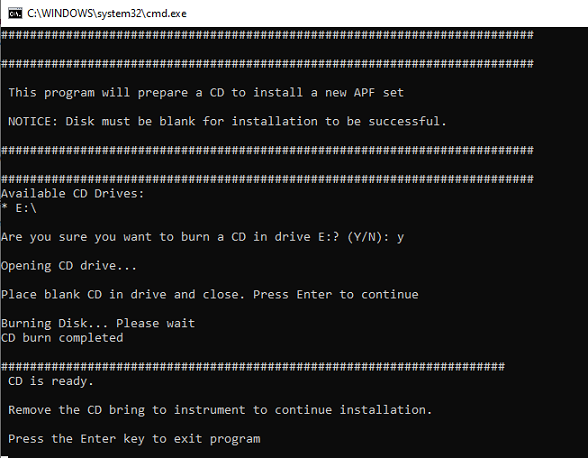 C:\WINDOWS\system32\cmd.exe
##########################################################################
##########################################################################
This program will prepare a CD to install a new APF set
NOTICE: Disk must be blank for installation to be successful.
##########################################################################
##########################################################################
Available CD Drives:
* E:\
Are you sure you want to burn a CD in drive E:? (Y/N): y
Opening CD drive...
Place blank CD in drive and close. Press Enter to continue
Burning Disk... Please wait
CD burn completed
######################################################################
CD is ready.
Remove the CD bring to instrument to continue installation.
Press the Enter key to exit program